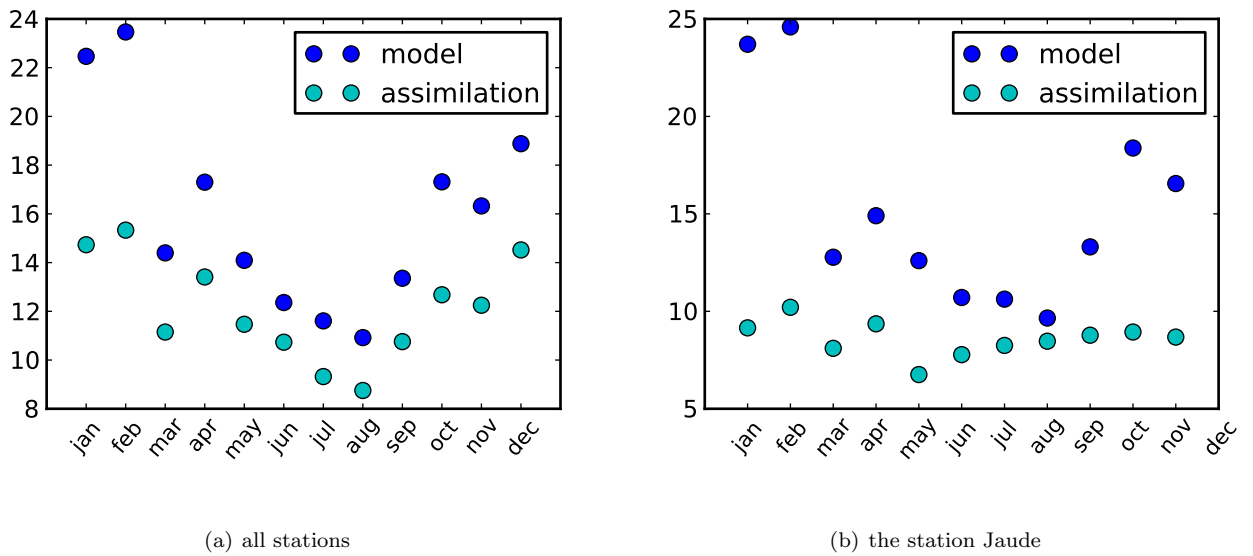 24
22
20
18
16
14
12
10
8
model
assimilation
jan feb mar apr may jun jul aug sep oct nov dec
(a) all stations
25
20
15
10
5
model
assimilation
jan feb mar apr may jun jul aug sep oct nov dec
(b) the station Jaude